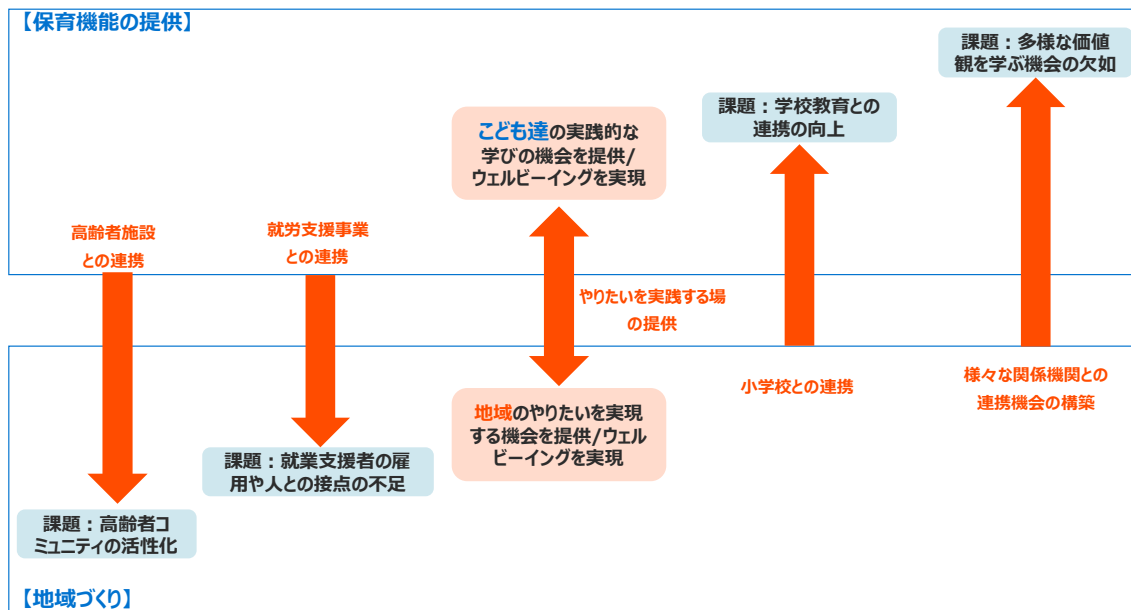 【保育機能の提供】
課題：多様な価値
観を学ぶ機会の欠如
課題：学校教育との
連携の向上
こども達の実践的な
学びの機会を提供/
ウェルビーイングを実現
高齢者施設
との連携
就労支援事業
との連携
やりたいを実践する場
の提供
小学校との連携
様々な関係機関との
連携機会の構築
地域のやりたいを実現
する機会を提供/ウェル
ビーイングを実現
課題：就業支援者の雇
用や人との接点の不足
課題：高齢者コ
ミュニティの活性化
【地域づくり】